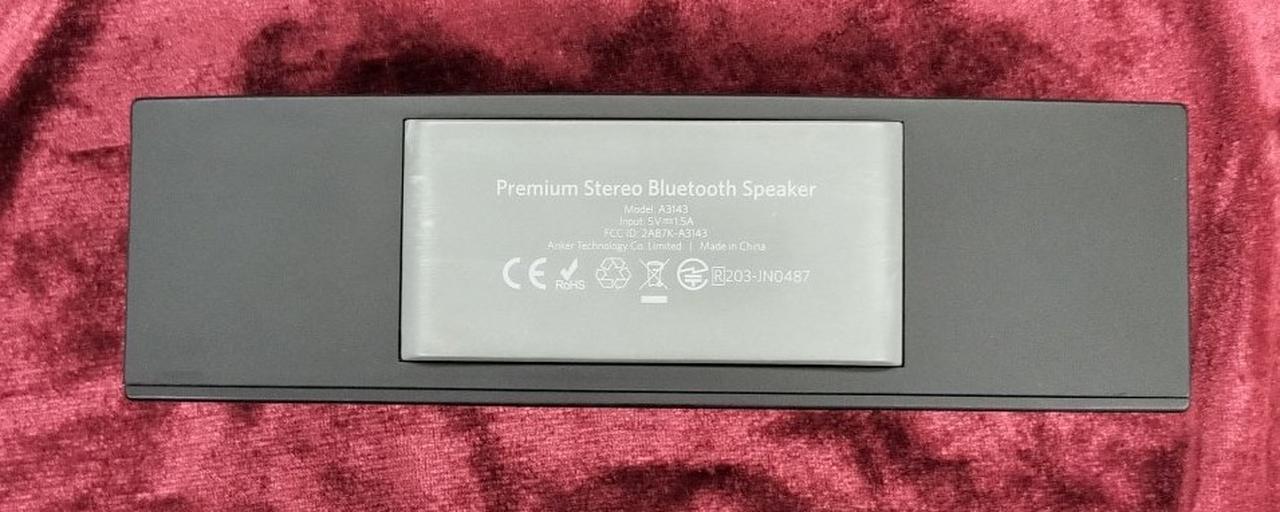 Premium Stereo Bluetooth Speaker
Model: A3143
Input: 5V⎓1.5A
FCC ID: 2AB7K-A3143
Anker Technology Co. Limited | Made in China
CE RoHS R 203-JN0487